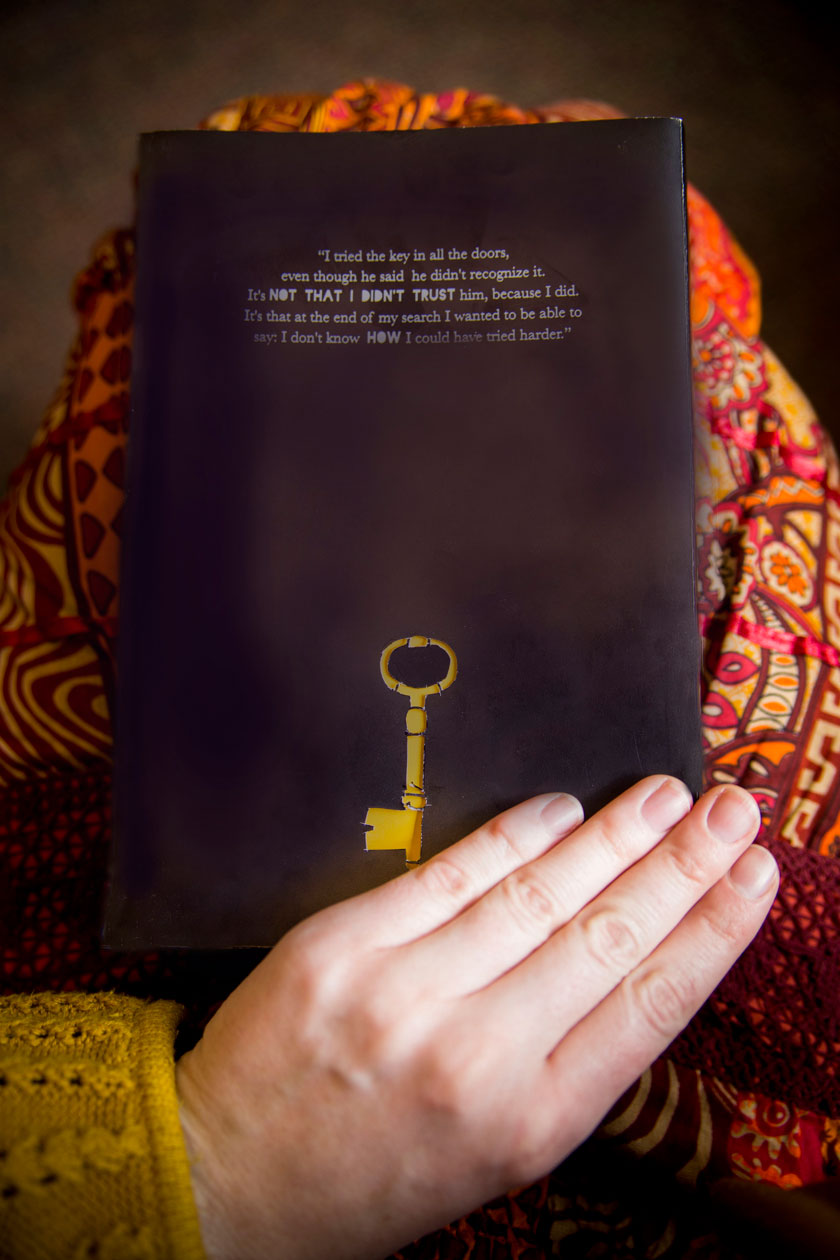 “I tried the key in all the doors,
even though he said he didn't recognize it.
It's NOT THAT I DIDN'T TRUST him, because I did.
It's that at the end of my search I wanted to be able to
say: I don't know HOW I could have tried harder.”